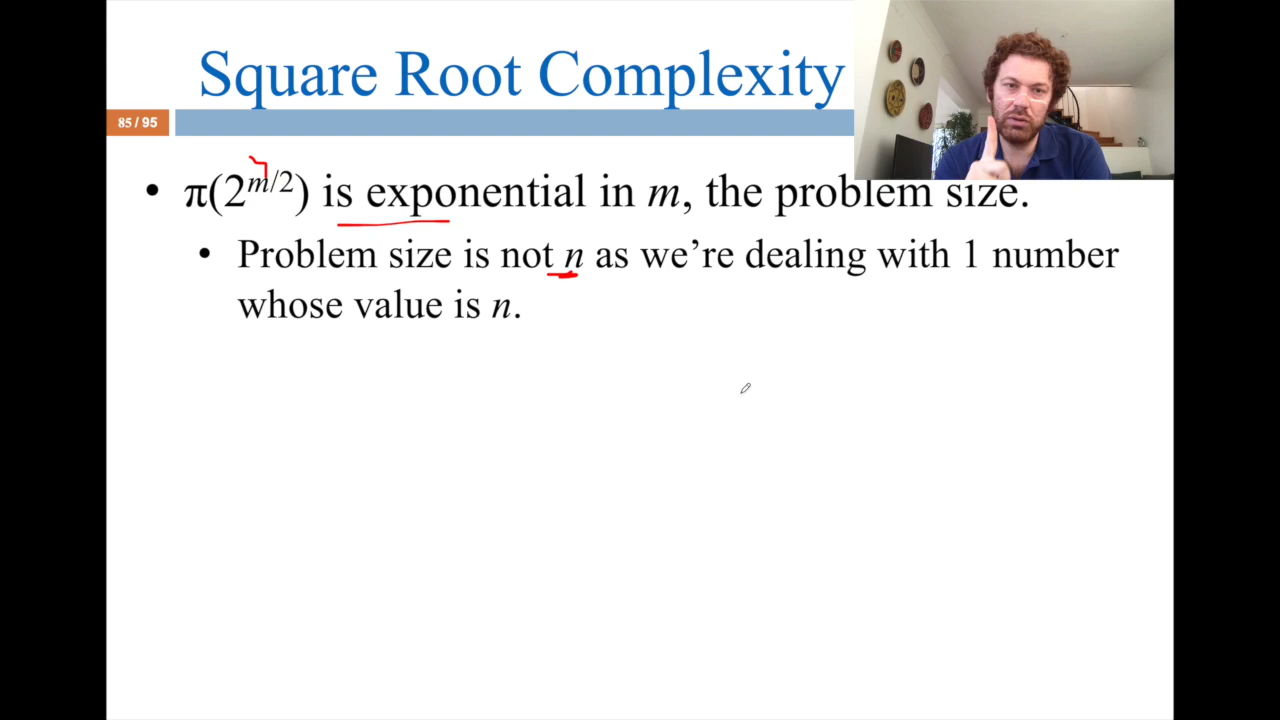 Square Root Complexity
85 / 95
• π(2^{m/2}) is exponential in m, the problem size.
• Problem size is not n as we're dealing with 1 number
whose value is n.